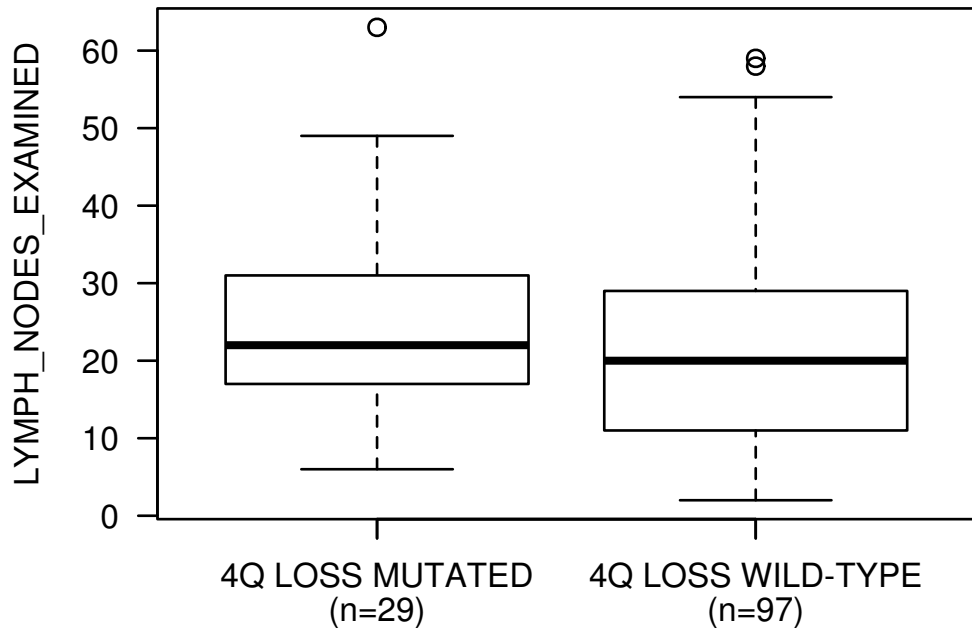 LYMPH_NODES_EXAMINED
60
50
40
30
20
10
0
4Q LOSS MUTATED
(n=29)
4Q LOSS WILD-TYPE
(n=97)